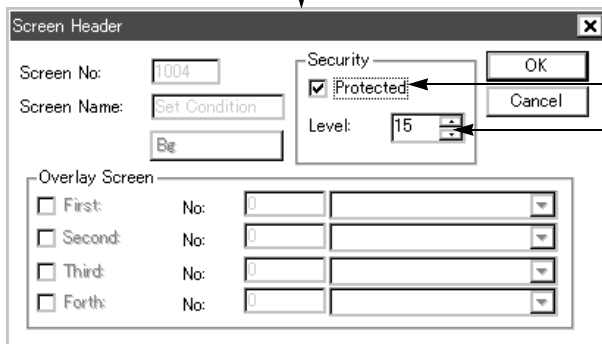 Screen Header
Screen No: 1004
Screen Name: Set Condition
Bg
Security
Protected
Level: 15
OK
Cancel
Overlay Screen
First: No: 0
Second: No: 0
Third: No: 0
Forth: No: 0